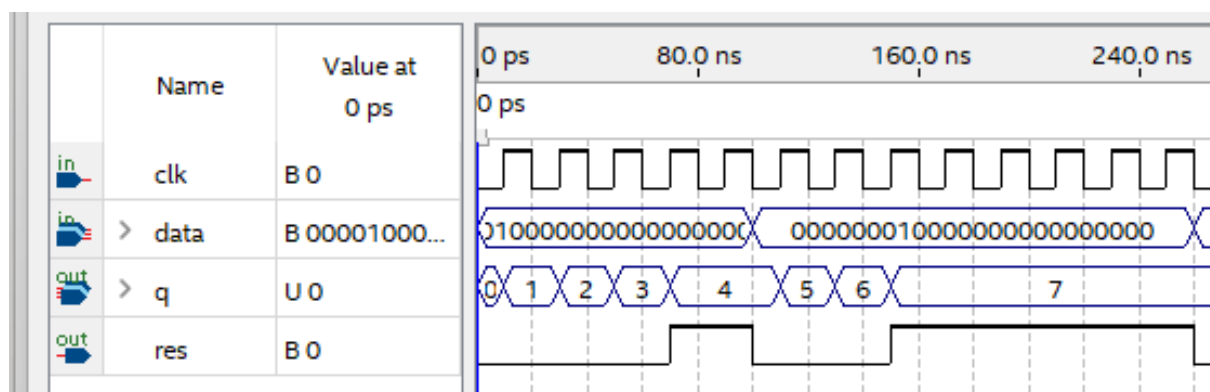 Name
Value at
0 ps
0 ps 80.0 ns 160.0 ns 240.0 ns
0 ps
in clk B 0
in > data B 00001000... 000000010000000000000000
out > q U 0 0 1 2 3 4 5 6 7
out res B 0